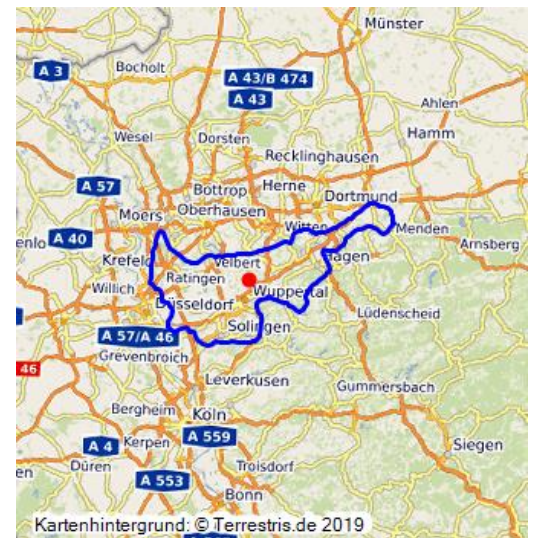 Münster
A 3
Bocholt
A 43/B 474
A 43
Ahlen
Wesel
Dorsten
Hamm
Recklinghausen
A 57
Bottrop
Herne
Dortmund
Moers
Oberhausen
Witten
Menden
enlo
A 40
Arnsberg
Krefeld
Velbert
Hagen
Ratingen
Willich
Wuppertal
Düsseldorf
Lüdenscheid
Solingen
A 57/A 46
Grevenbroich
46
Leverkusen
Gummersbach
Bergheim
Köln
A 559
A 4
Kerpen
Siegen
Düren
Troisdorf
en
A 553
Bonn
Kartenhintergrund: © Terrestris.de 2019